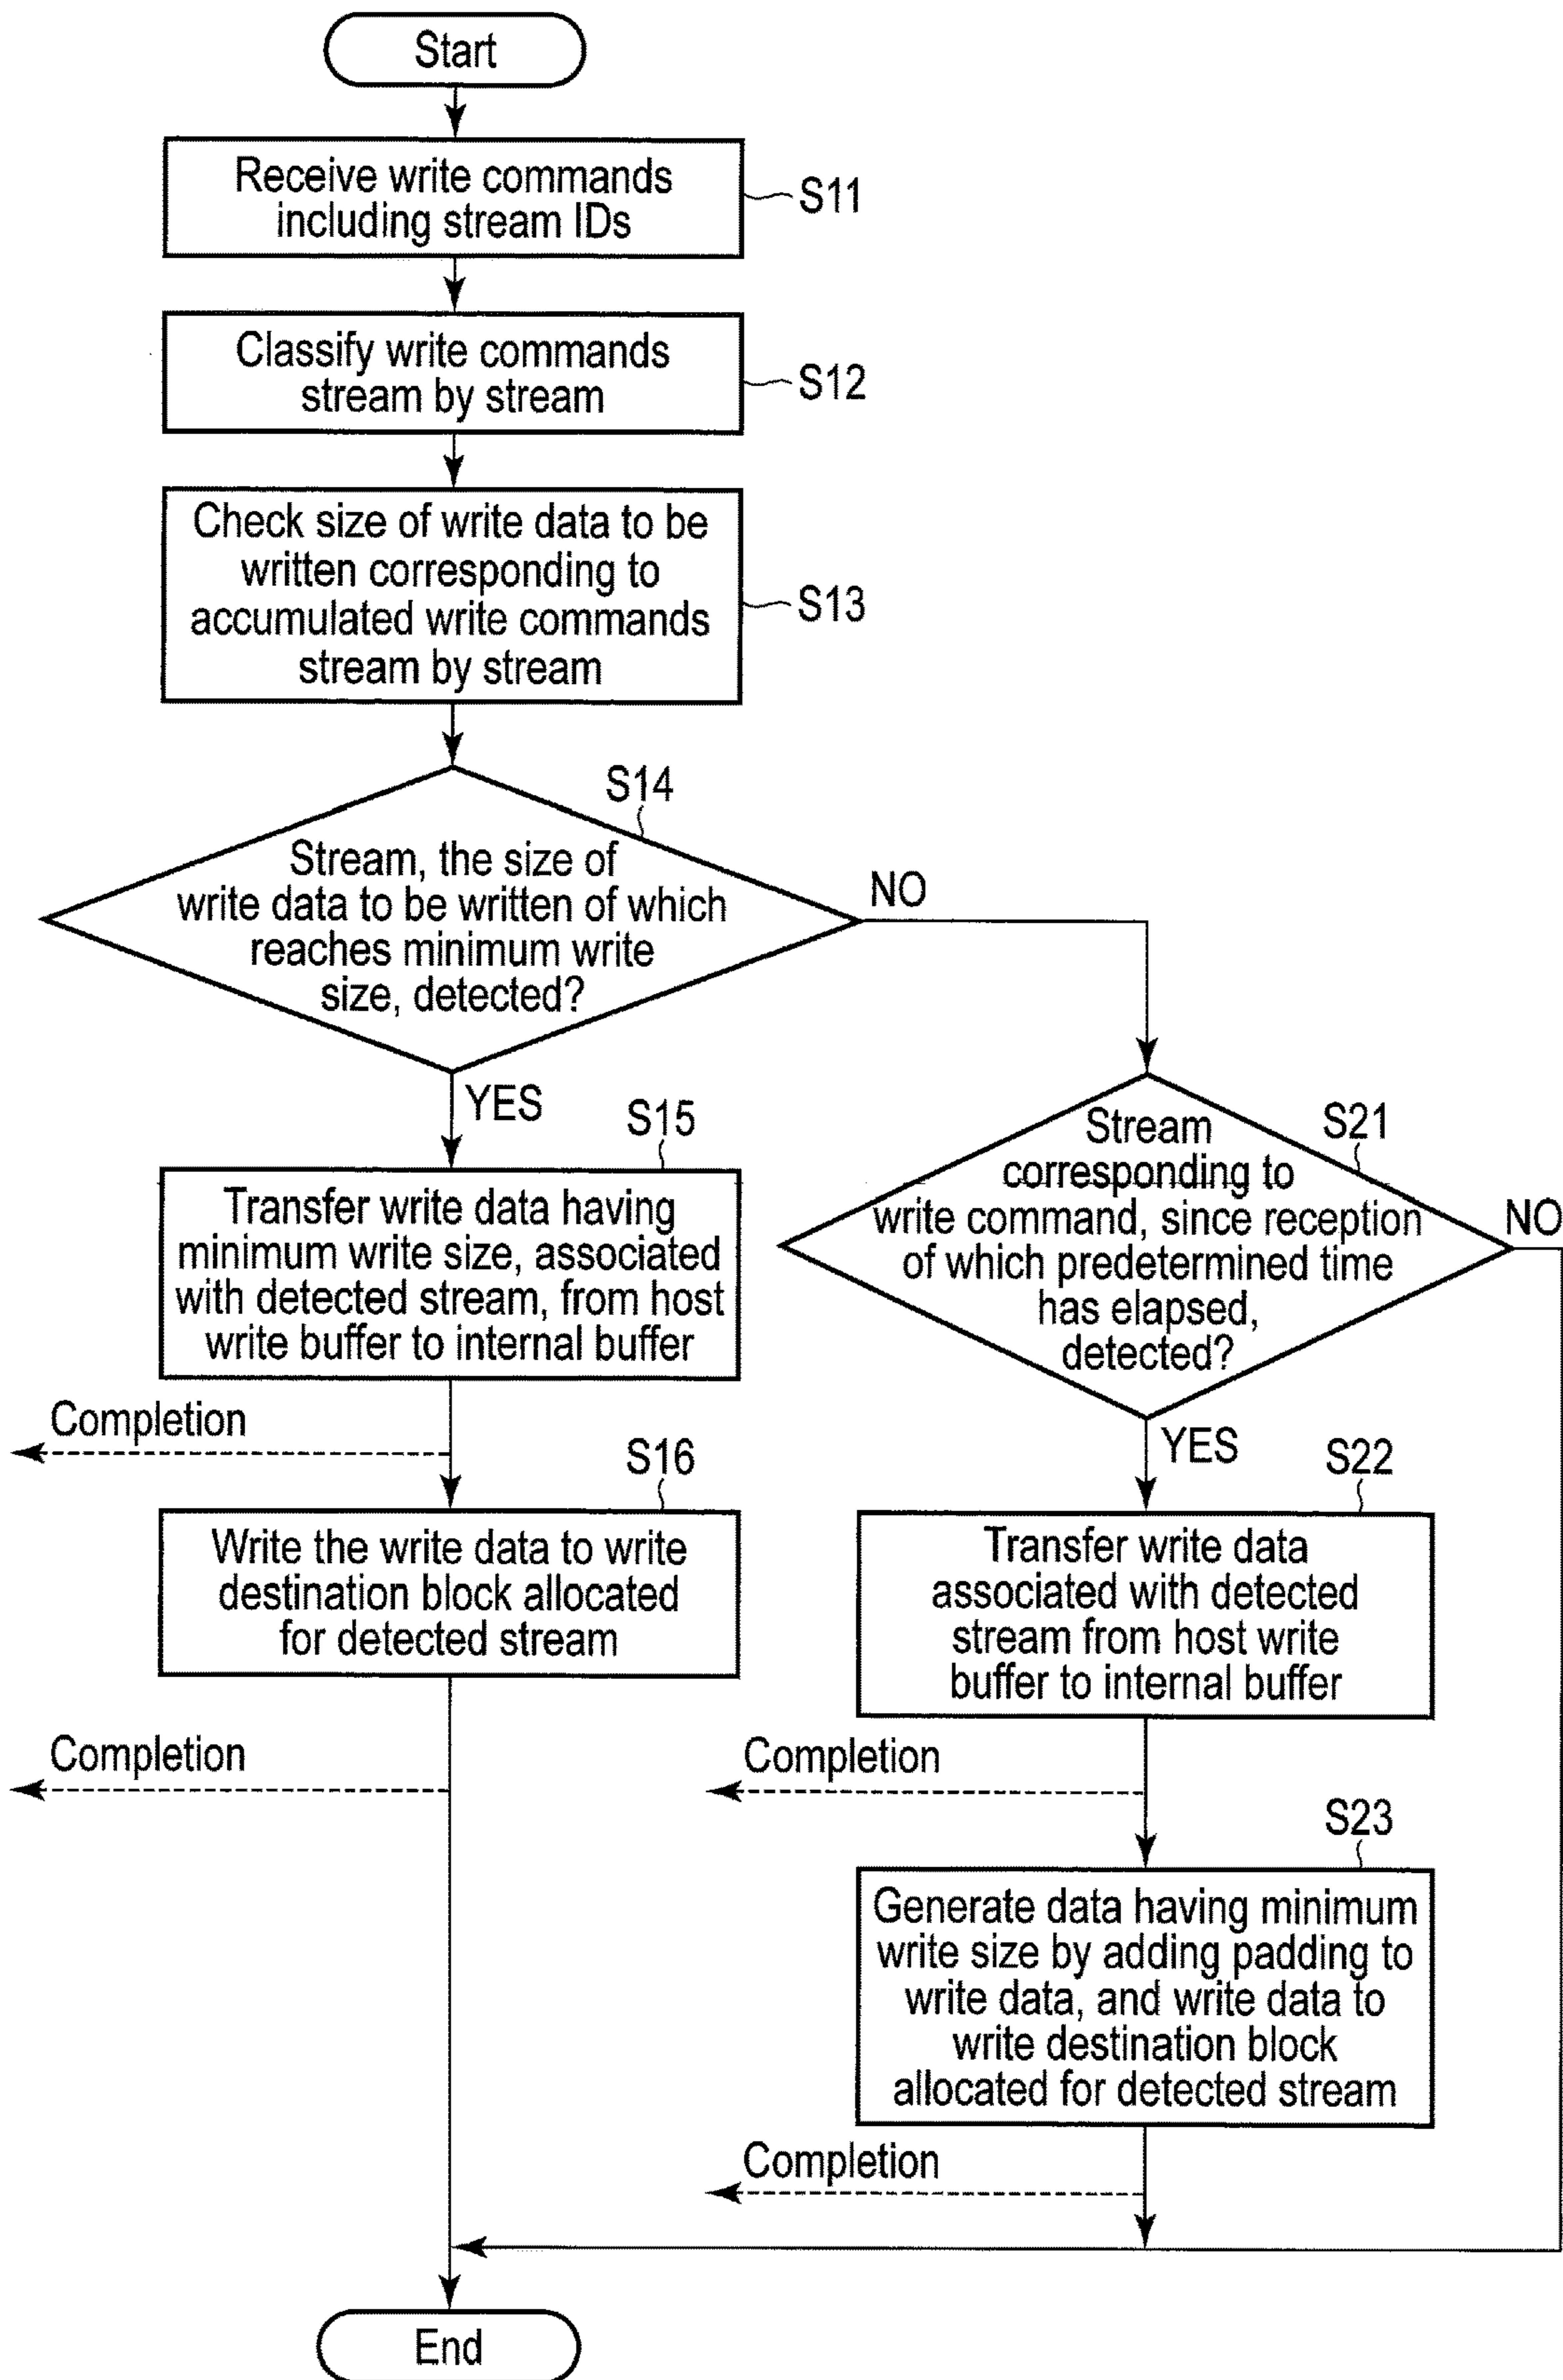 Start
Receive write commands
including stream IDs
S11
Classify write commands
stream by stream
S12
Check size of write data to be
written corresponding to
accumulated write commands
stream by stream
S13
S14
Stream, the size of
write data to be written of which
reaches minimum write
size, detected?
NO
YES
S15
Transfer write data having
minimum write size, associated
with detected stream, from host
write buffer to internal buffer
Completion
S16
Write the write data to write
destination block allocated
for detected stream
Completion
S21
Stream
corresponding to
write command, since reception
of which predetermined time
has elapsed,
detected?
NO
YES
S22
Transfer write data
associated with detected
stream from host write
buffer to internal buffer
Completion
S23
Generate data having minimum
write size by adding padding to
write data, and write data to
write destination block
allocated for detected stream
Completion
End